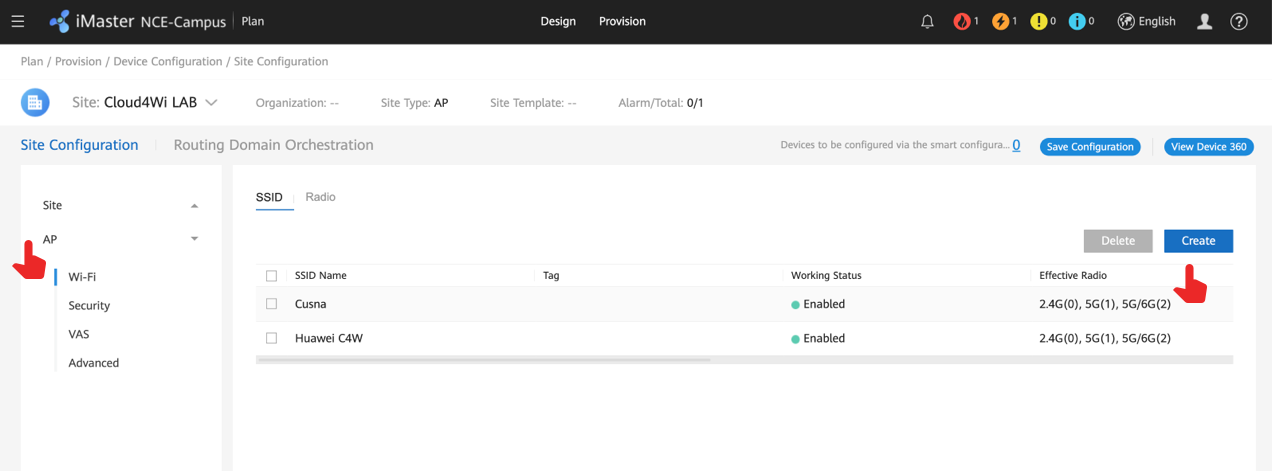 iMaster NCE-Campus Plan Design Provision 1 1 0 0 English
Plan / Provision / Device Configuration / Site Configuration
Site: Cloud4Wi LAB Organization: -- Site Type: AP Site Template: -- Alarm/Total: 0/1
Site Configuration Routing Domain Orchestration Devices to be configured via the smart configura... 0 Save Configuration View Device 360
Site
AP
Wi-Fi
Security
VAS
Advanced
SSID Radio
Delete Create
SSID Name Tag Working Status Effective Radio
Cusna Enabled 2.4G(0), 5G(1), 5G/6G(2)
Huawei C4W Enabled 2.4G(0), 5G(1), 5G/6G(2)